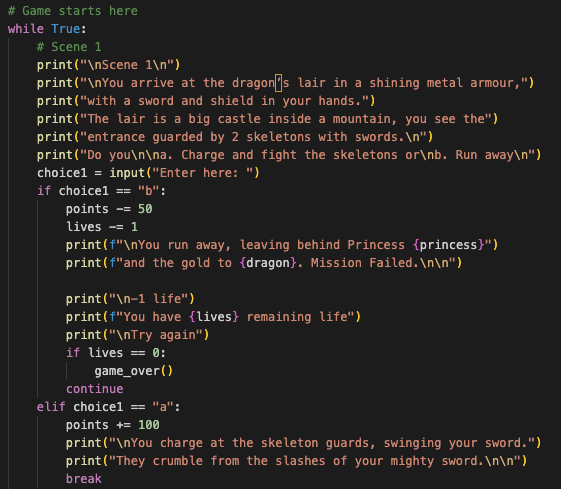 # Game starts here
while True:
    # Scene 1
    print("\nScene 1\n")
    print("\nYou arrive at the dragon’s lair in a shining metal armour,")
    print("with a sword and shield in your hands.")
    print("The lair is a big castle inside a mountain, you see the")
    print("entrance guarded by 2 skeletons with swords.\n")
    print("Do you\n\na. Charge and fight the skeletons or\nb. Run away\n")
    choice1 = input("Enter here: ")
    if choice1 == "b":
        points -= 50
        lives -= 1
        print(f"\nYou run away, leaving behind Princess {princess}")
        print(f"and the gold to {dragon}. Mission Failed.\n\n")

        print("\n-1 life")
        print(f"You have {lives} remaining life")
        print("\nTry again")
        if lives == 0:
            game_over()
        continue
    elif choice1 == "a":
        points += 100
        print("\nYou charge at the skeleton guards, swinging your sword.")
        print("They crumble from the slashes of your mighty sword.\n\n")
        break